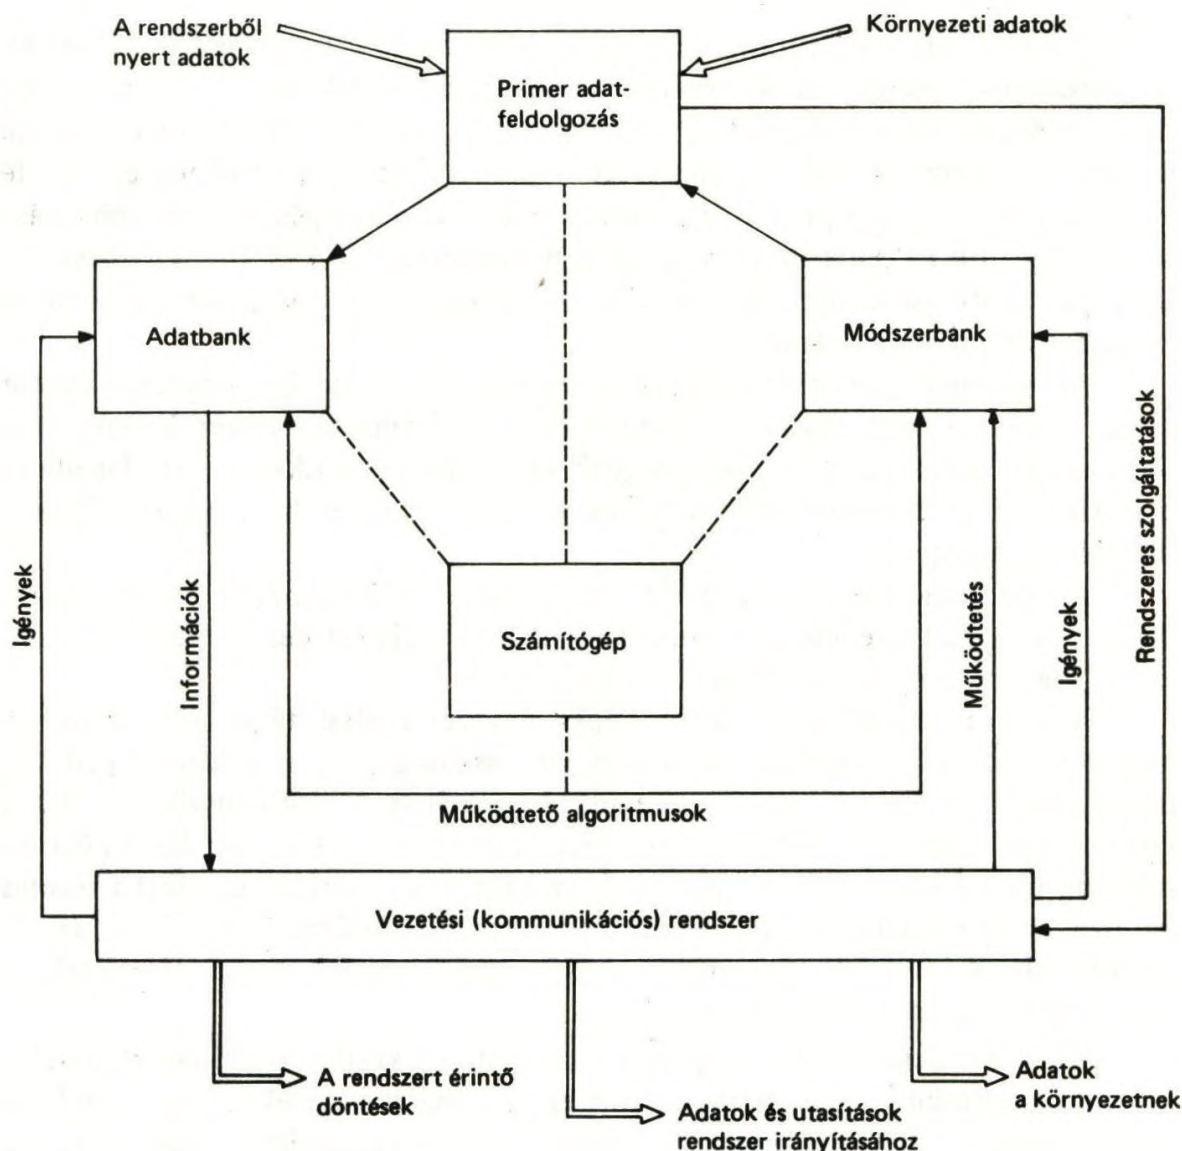 A rendszerből
nyert adatok
Környezeti adatok
Primer adat-
feldolgozás
Adatbank
Módszerbank
Rendszeres szolgáltatások
Igények
Információk
Számítógép
Működtetés
Igények
Működtető algoritmusok
Vezetési (kommunikációs) rendszer
A rendszert érintő
döntések
Adatok és utasítások
rendszer irányításához
Adatok
a környezetnek